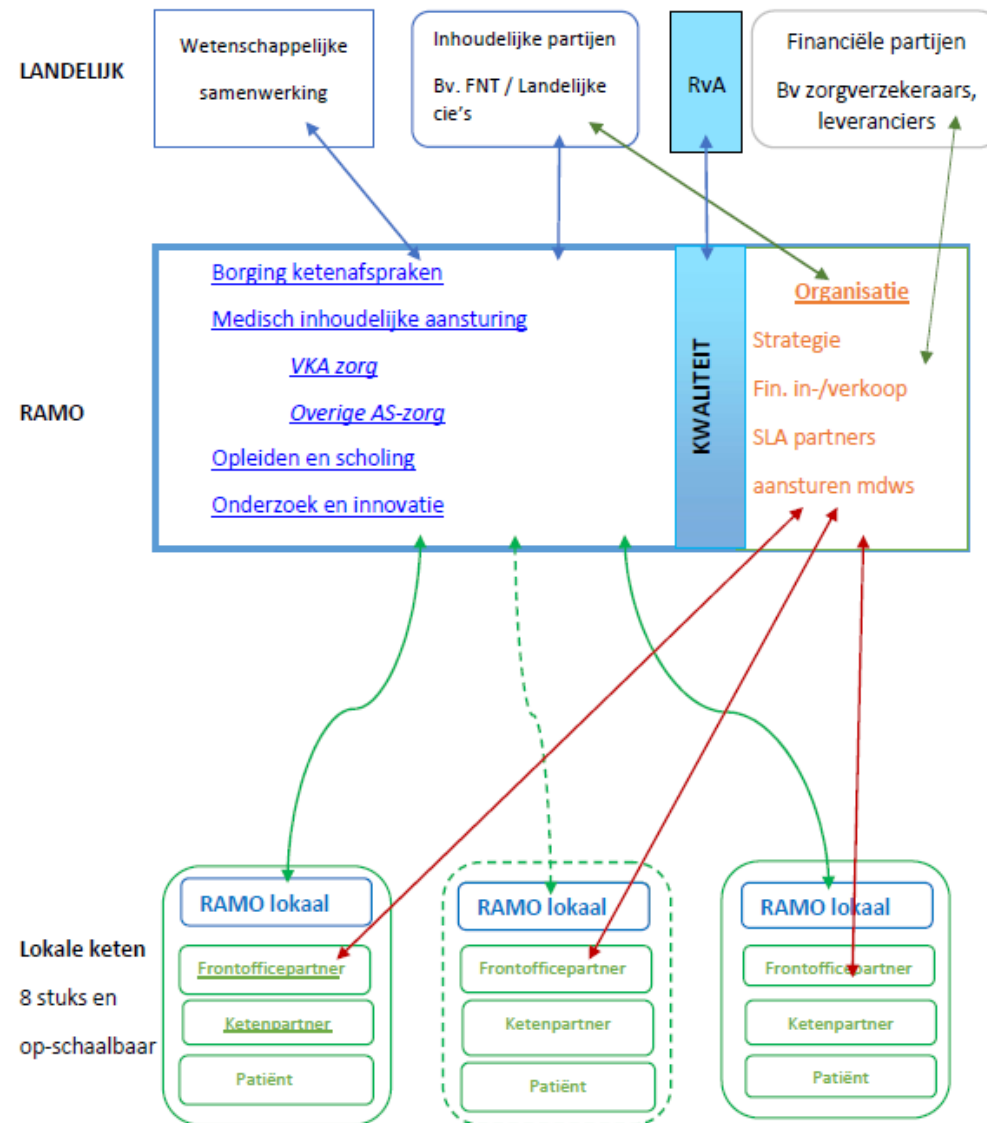 LANDELIJK
Wetenschappelijke
samenwerking
Inhoudelijke partijen
Bv. FNT / Landelijke
cie's
RvA
Financiële partijen
Bv zorgverzekeraars,
leveranciers
RAMO
Borging ketenafspraken
Medisch inhoudelijke aansturing
VKA zorg
Overige AS-zorg
Opleiden en scholing
Onderzoek en innovatie
KWALITEIT
Organisatie
Strategie
Fin. in-/verkoop
SLA partners
aansturen mdws
Lokale keten
8 stuks en
op-schaalbaar
RAMO lokaal
Frontofficepartner
Ketenpartner
Patiënt
RAMO lokaal
Frontofficepartner
Ketenpartner
Patiënt
RAMO lokaal
Frontofficepartner
Ketenpartner
Patiënt